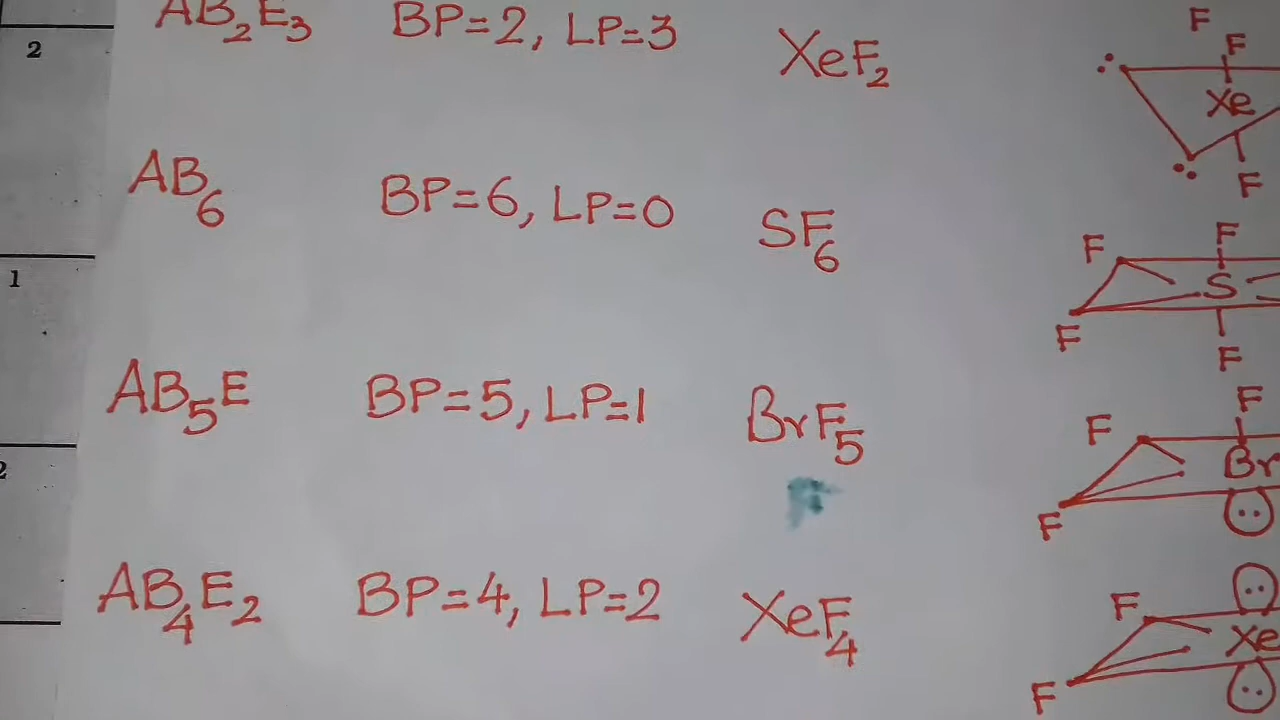 AB2E3 BP=2, LP=3 XeF2
2
F
F
Xe
F
AB6 BP=6, LP=0 SF6
F F
1 S
F F
AB5E BP=5, LP=1 BrF5
F F
2 Br
F
AB4E2 BP=4, LP=2 XeF4
F Xe
F